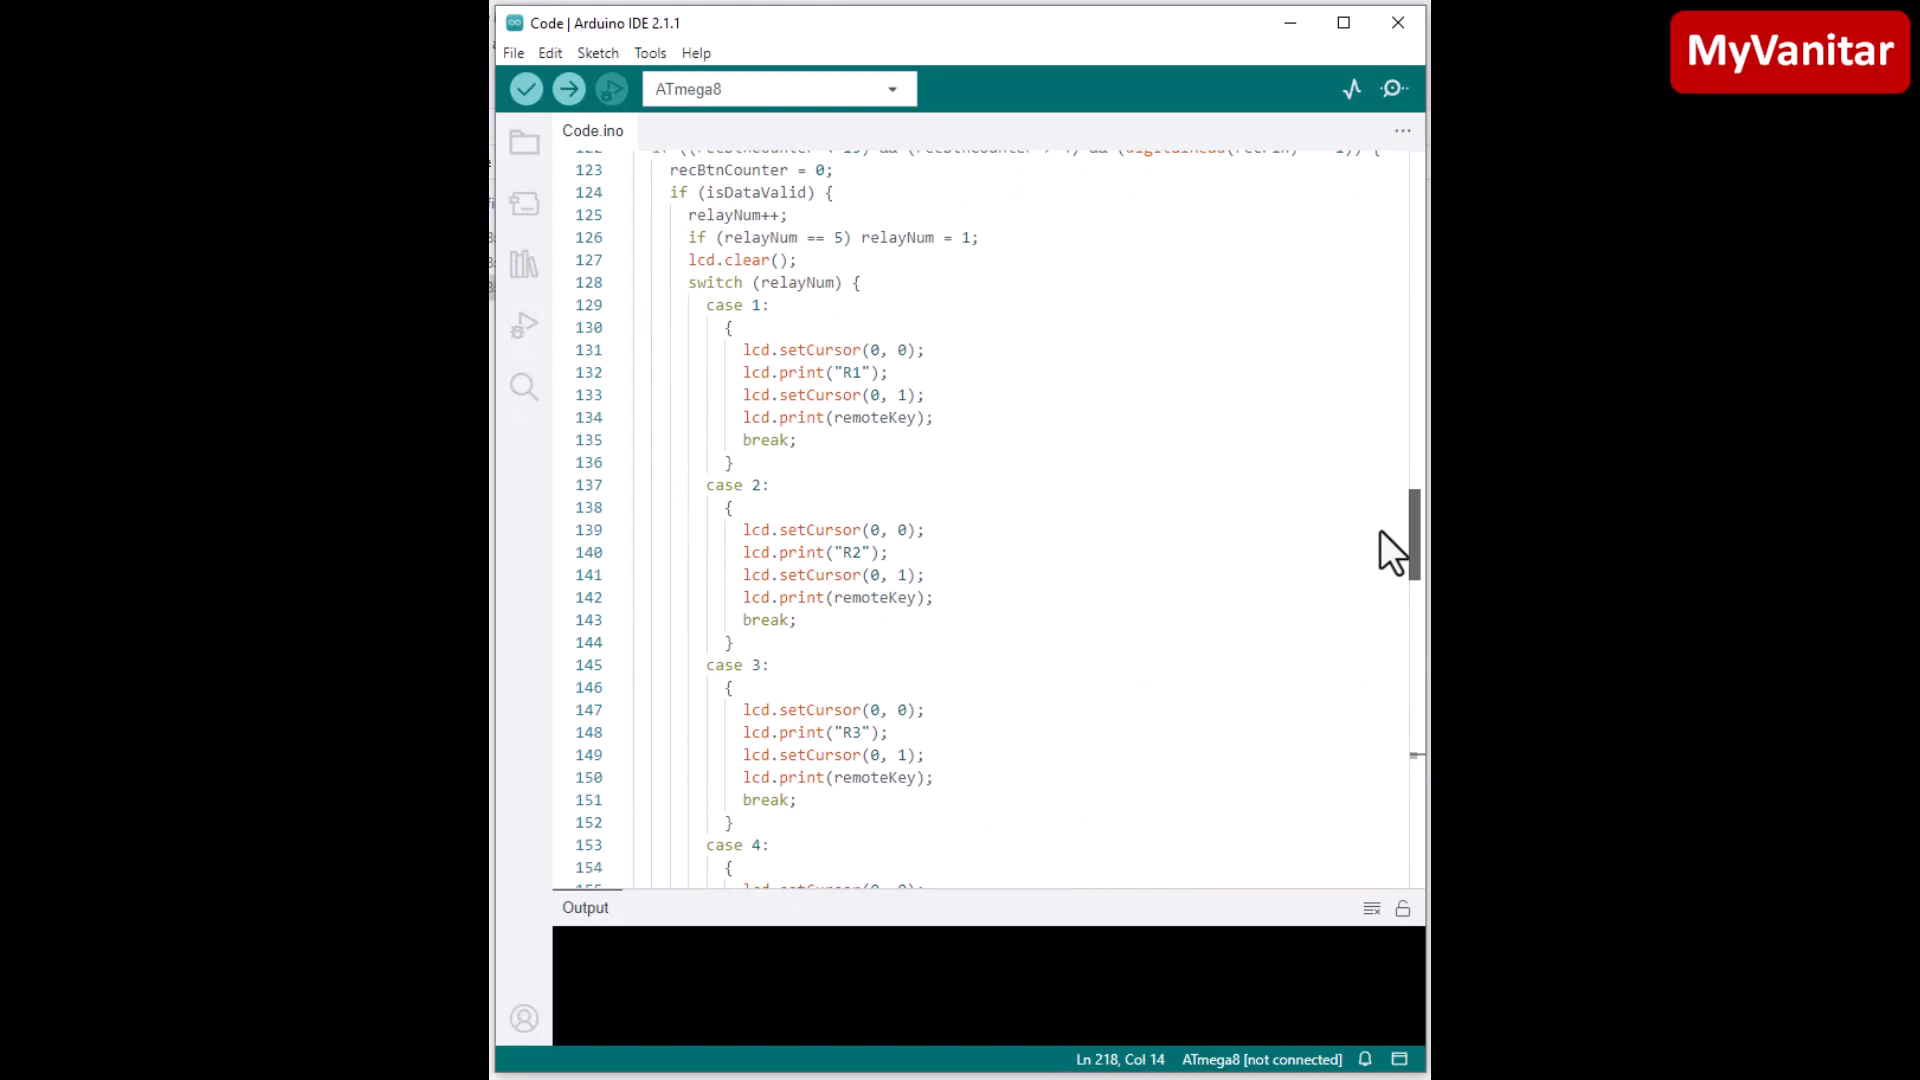 Code | Arduino IDE 2.1.1
MyVanitar
File Edit Sketch Tools Help
ATmega8
Code.ino
123 recBtnCounter = 0;
124 if (isDataValid) {
125 relayNum++;
126 if (relayNum == 5) relayNum = 1;
127 lcd.clear();
128 switch (relayNum) {
129 case 1:
130 {
131 lcd.setCursor(0, 0);
132 lcd.print("R1");
133 lcd.setCursor(0, 1);
134 lcd.print(remoteKey);
135 break;
136 }
137 case 2:
138 {
139 lcd.setCursor(0, 0);
140 lcd.print("R2");
141 lcd.setCursor(0, 1);
142 lcd.print(remoteKey);
143 break;
144 }
145 case 3:
146 {
147 lcd.setCursor(0, 0);
148 lcd.print("R3");
149 lcd.setCursor(0, 1);
150 lcd.print(remoteKey);
151 break;
152 }
153 case 4:
154 {
Output
Ln 218, Col 14 ATmega8 [not connected]